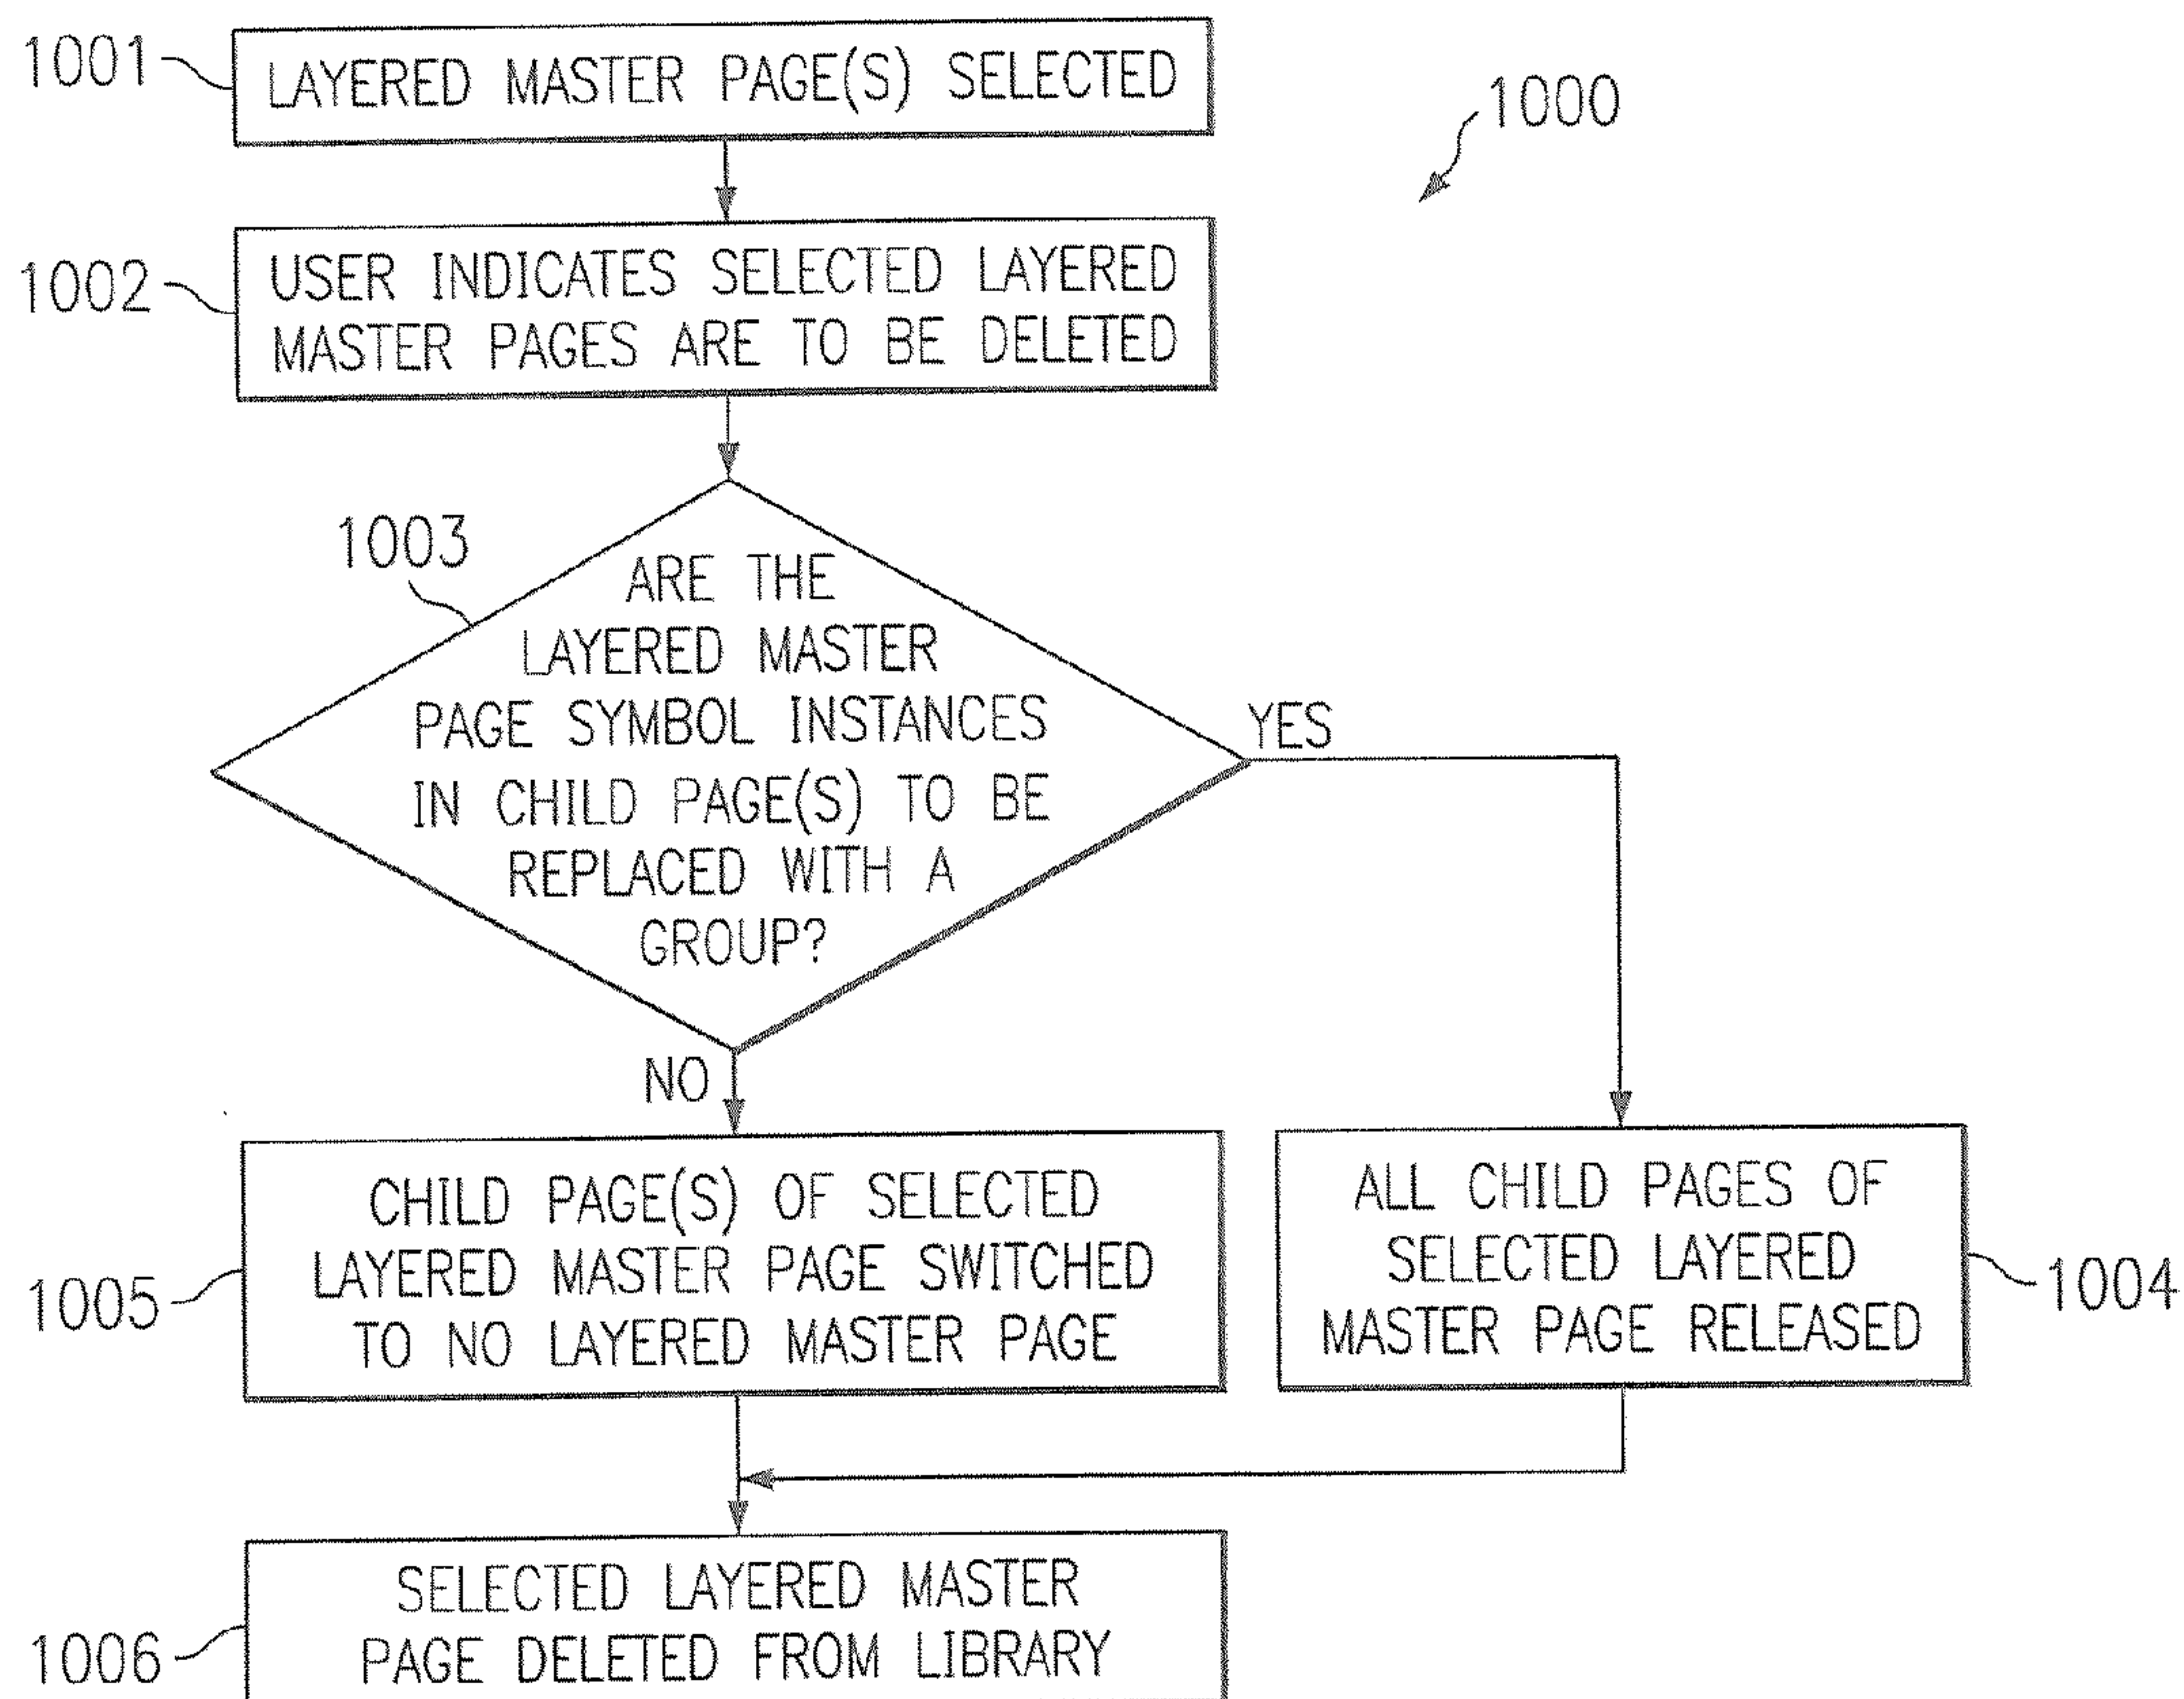 1001
LAYERED MASTER PAGE(S) SELECTED
1000
1002
USER INDICATES SELECTED LAYERED
MASTER PAGES ARE TO BE DELETED
1003
ARE THE
LAYERED MASTER
PAGE SYMBOL INSTANCES
IN CHILD PAGE(S) TO BE
REPLACED WITH A
GROUP?
YES
NO
1005
CHILD PAGE(S) OF SELECTED
LAYERED MASTER PAGE SWITCHED
TO NO LAYERED MASTER PAGE
ALL CHILD PAGES OF
SELECTED LAYERED
MASTER PAGE RELEASED
1004
1006
SELECTED LAYERED MASTER
PAGE DELETED FROM LIBRARY